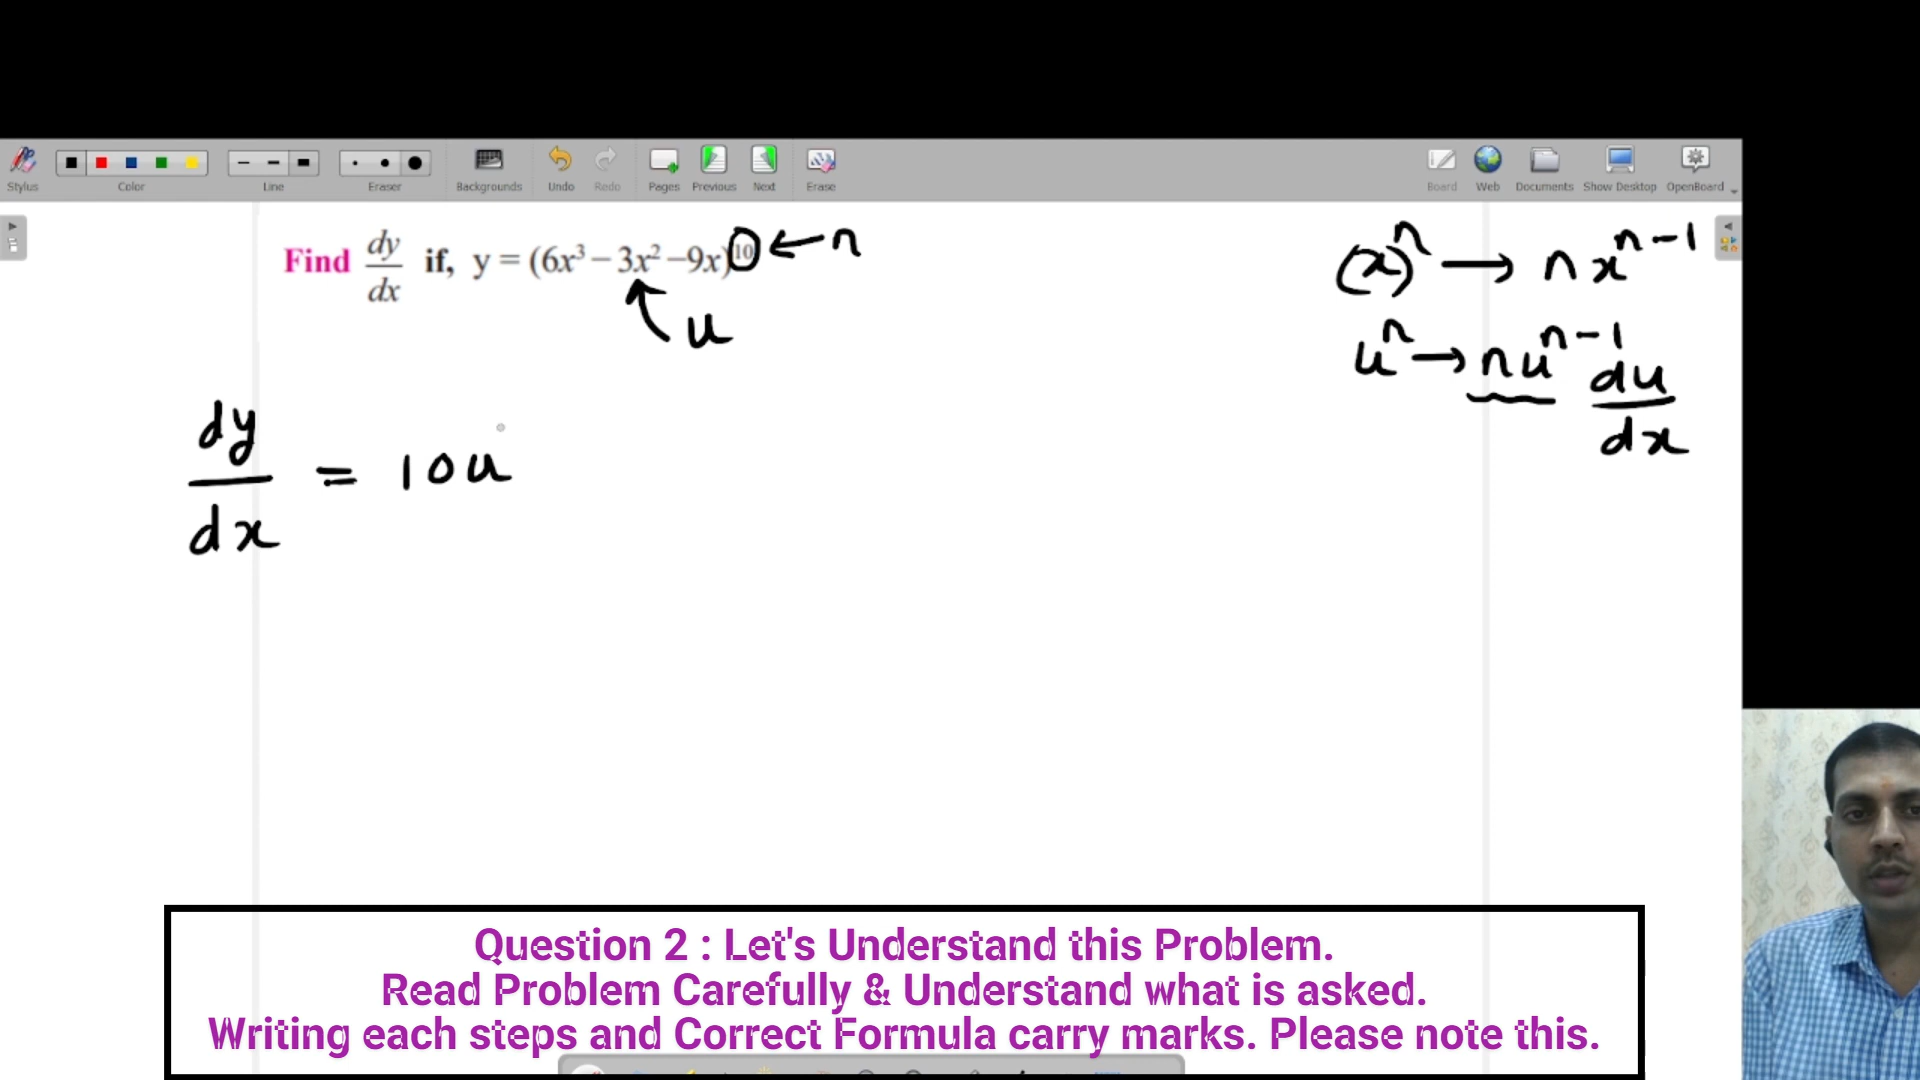 Stylus Color Line Eraser Backgrounds Undo Redo Pages Previous Next Erase Board Web Documents Show Desktop OpenBoard
Find dy/dx if, y = (6x³ − 3x² −9x)¹⁰ ← n
u
(x)ⁿ → n xⁿ⁻¹
uⁿ → nuⁿ⁻¹ du/dx
dy/dx = 10u
Question 2 : Let's Understand this Problem.
Read Problem Carefully & Understand what is asked.
Writing each steps and Correct Formula carry marks. Please note this.